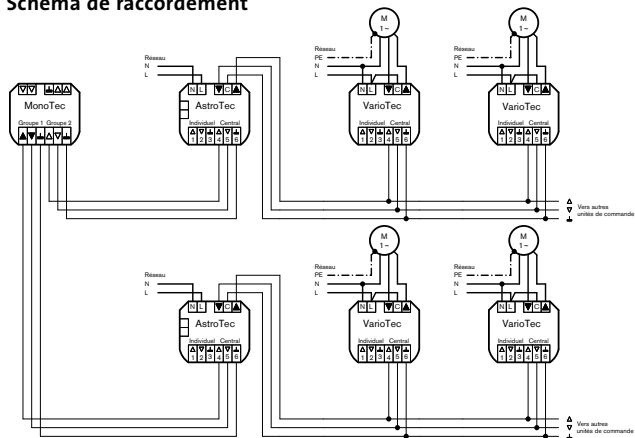 Schéma de raccordement
M
1 ~
M
1 ~
Réseau
N
L
Réseau
PE
N
L
Réseau
PE
N
L
MonoTec
Groupe 1 Groupe 2
N L C
AstroTec
Individuel Central
1 2 3 4 5 6
N L C
VarioTec
Individuel Central
1 2 3 4 5 6
N L C
VarioTec
Individuel Central
1 2 3 4 5 6
Vers autres
unités de commande
M
1 ~
M
1 ~
Réseau
N
L
Réseau
PE
N
L
Réseau
PE
N
L
N L C
AstroTec
Individuel Central
1 2 3 4 5 6
N L C
VarioTec
Individuel Central
1 2 3 4 5 6
N L C
VarioTec
Individuel Central
1 2 3 4 5 6
Vers autres
unités de commande